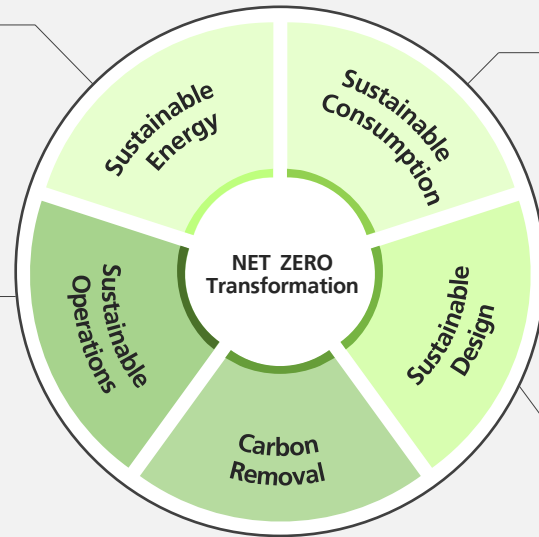 Sustainable
Energy
Sustainable
Consumption
NET ZERO
Transformation
Sustainable
Operations
Sustainable
Design
Carbon
Removal